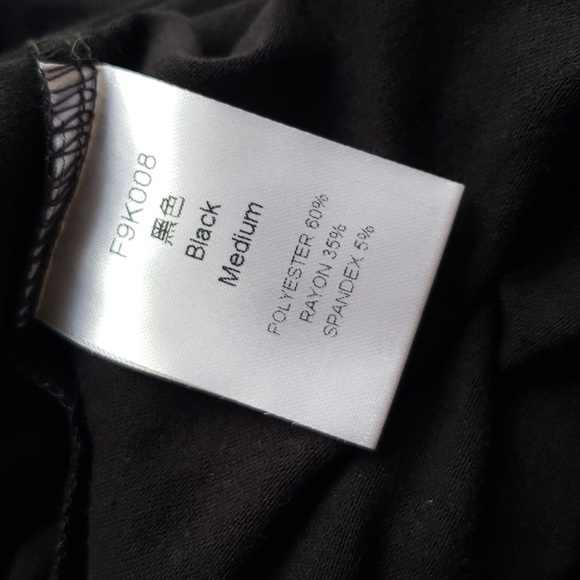 F9K008
黑色
Black
Medium
POLYESTER 60%
RAYON 35%
SPANDEX 5%